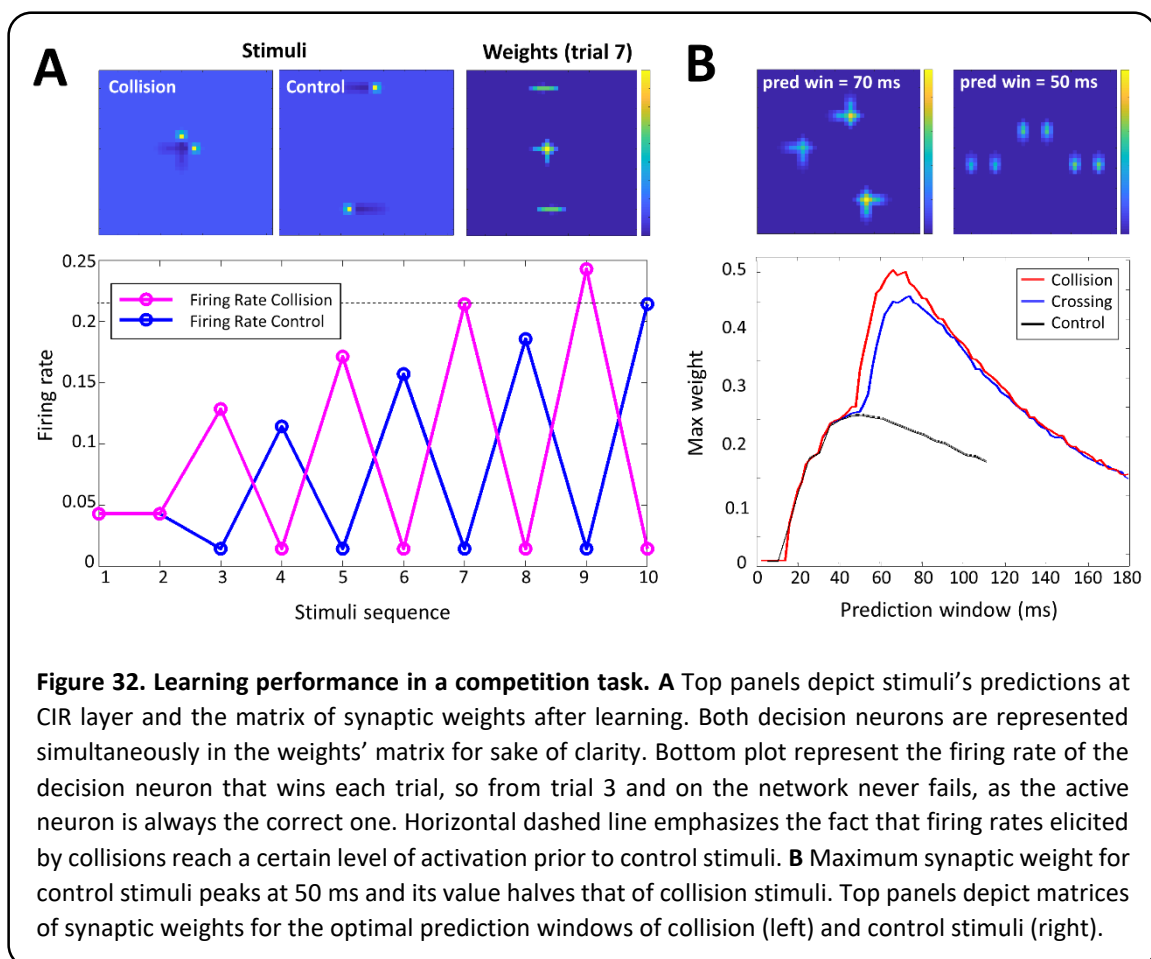 A
Stimuli
Weights (trial 7)
Collision
Control
Firing rate
0.25
0.2
0.15
0.1
0.05
0
Firing Rate Collision
Firing Rate Control
1 2 3 4 5 6 7 8 9 10
Stimuli sequence
B
pred win = 70 ms
pred win = 50 ms
Max weight
0.5
0.4
0.3
0.2
0.1
0
Collision
Crossing
Control
0 20 40 60 80 100 120 140 160 180
Prediction window (ms)
Figure 32. Learning performance in a competition task. A Top panels depict stimuli's predictions at
CIR layer and the matrix of synaptic weights after learning. Both decision neurons are represented
simultaneously in the weights' matrix for sake of clarity. Bottom plot represent the firing rate of the
decision neuron that wins each trial, so from trial 3 and on the network never fails, as the active
neuron is always the correct one. Horizontal dashed line emphasizes the fact that firing rates elicited
by collisions reach a certain level of activation prior to control stimuli. B Maximum synaptic weight for
control stimuli peaks at 50 ms and its value halves that of collision stimuli. Top panels depict matrices
of synaptic weights for the optimal prediction windows of collision (left) and control stimuli (right).